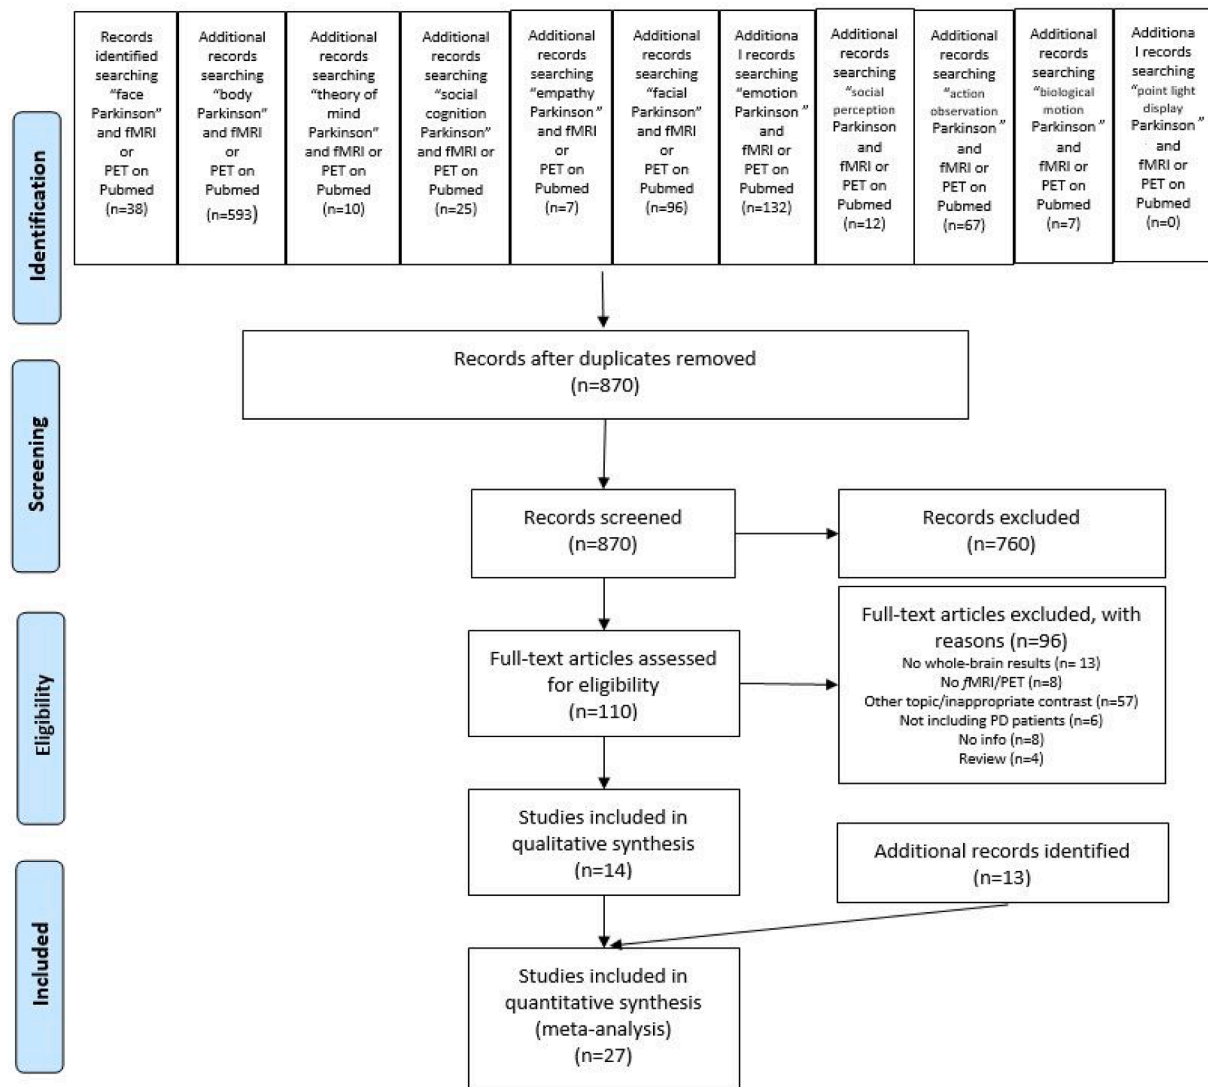 Records
identified
searching
“face
Parkinson”
and fMRI
or
PET on
Pubmed
(n=38)
Additional
records
searching
“body
Parkinson”
and fMRI
or
PET on
Pubmed
(n=593)
Additional
records
searching
“theory of
mind
Parkinson”
and fMRI or
PET on
Pubmed
(n=10)
Additional
records
searching
“social
cognition
Parkinson”
and fMRI or
PET on
Pubmed
(n=25)
Additional
records
searching
“empathy
Parkinson”
and fMRI
or
PET on
Pubmed
(n=7)
Additional
records
searching
“facial
Parkinson”
and fMRI
or
PET on
Pubmed
(n=96)
Additiona
l records
searching
“emotion
Parkinson”
and
fMRI or
PET on
Pubmed
(n=132)
Additional
records
searching
“social
perception
Parkinson
and
fMRI or
PET on
Pubmed
(n=12)
Additional
records
searching
“action
observation
Parkinson”
and
fMRI or
PET on
Pubmed
(n=67)
Additional
records
searching
“biological
motion
Parkinson”
and
fMRI or
PET on
Pubmed
(n=7)
Additiona
l records
searching
“point light
display
Parkinson”
and
fMRI or
PET on
Pubmed
(n=0)
Identification
Records after duplicates removed
(n=870)
Screening
Records screened
(n=870)
Records excluded
(n=760)
Eligibility
Full-text articles assessed
for eligibility
(n=110)
Full-text articles excluded, with
reasons (n=96)
No whole-brain results (n= 13)
No fMRI/PET (n=8)
Other topic/inappropriate contrast (n=57)
Not including PD patients (n=6)
No info (n=8)
Review (n=4)
Studies included in
qualitative synthesis
(n=14)
Additional records identified
(n=13)
Included
Studies included in
quantitative synthesis
(meta-analysis)
(n=27)